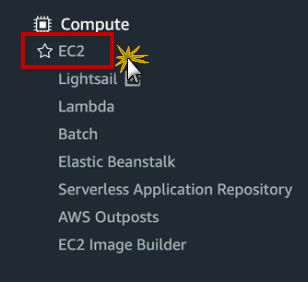 Compute
EC2
Lightsail
Lambda
Batch
Elastic Beanstalk
Serverless Application Repository
AWS Outposts
EC2 Image Builder